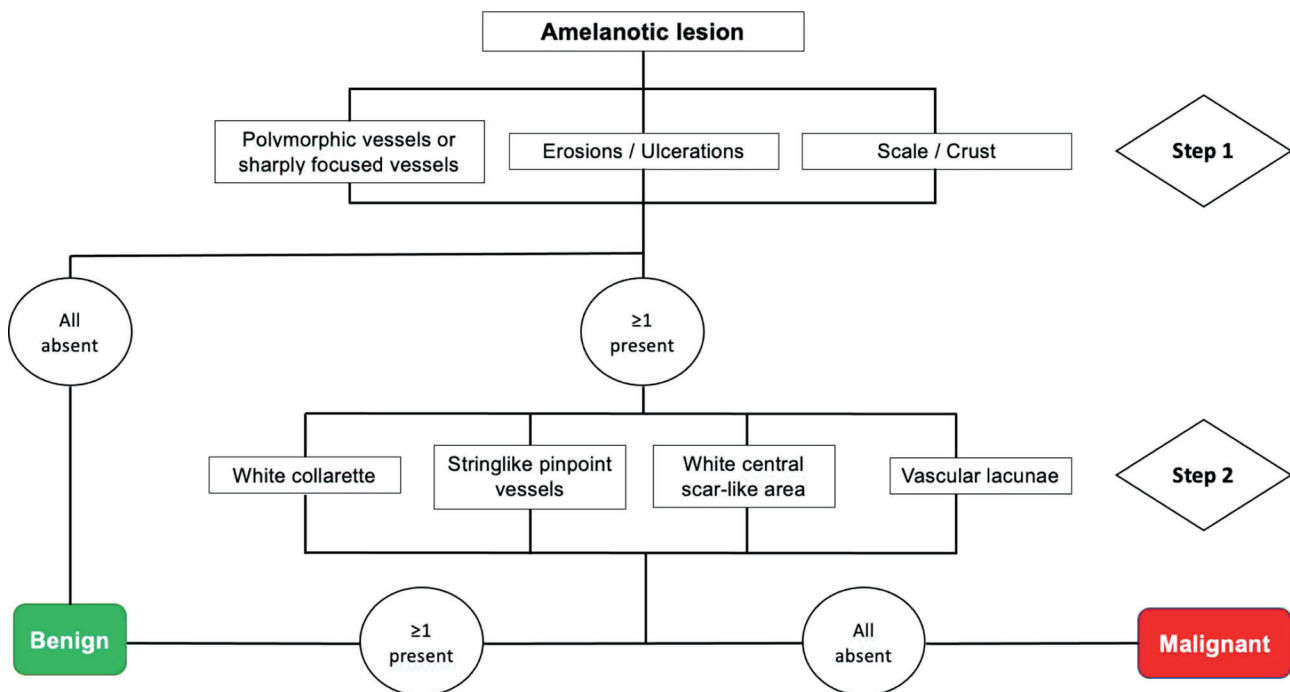 Amelanotic lesion
Polymorphic vessels or
sharply focused vessels
Erosions / Ulcerations
Scale / Crust
Step 1
All
absent
≥1
present
White collarette
Stringlike pinpoint
vessels
White central
scar-like area
Vascular lacunae
Step 2
Benign
≥1
present
All
absent
Malignant